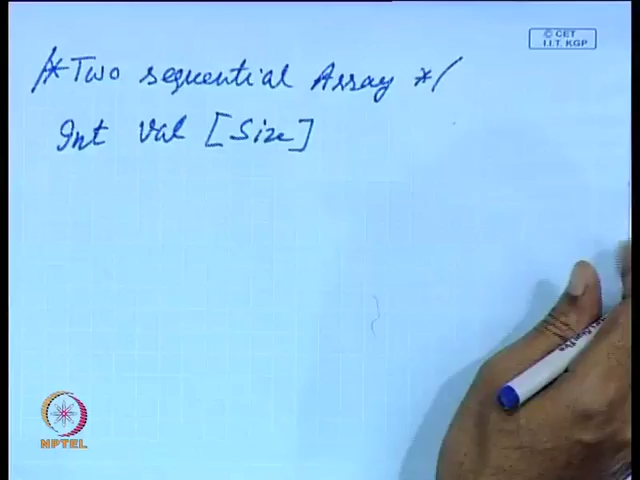 /*Two sequential Array */
Int Val [Size]
© CET
I.I.T. KGP
NPTEL